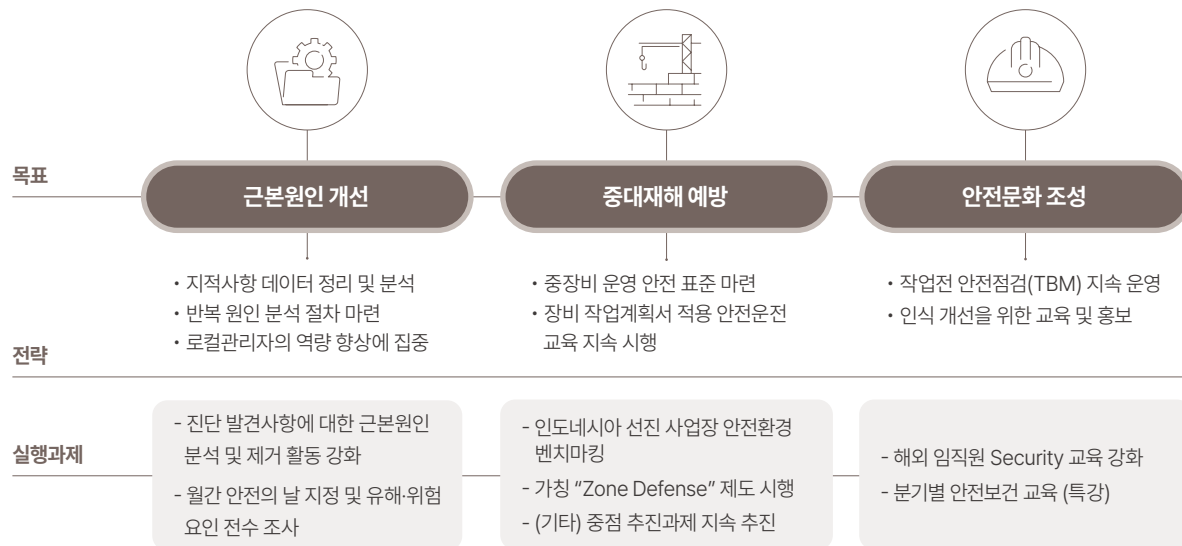 목표
근본원인 개선
중대재해 예방
안전문화 조성
• 지적사항 데이터 정리 및 분석
• 반복 원인 분석 절차 마련
• 로컬관리자의 역량 향상에 집중
• 중장비 운영 안전 표준 마련
• 장비 작업계획서 적용 안전운전
교육 지속 시행
• 작업전 안전점검(TBM) 지속 운영
• 인식 개선을 위한 교육 및 홍보
전략
실행과제
- 진단 발견사항에 대한 근본원인
분석 및 제거 활동 강화
- 월간 안전의 날 지정 및 유해·위험
요인 전수 조사
- 인도네시아 선진 사업장 안전환경
벤치마킹
- 가칭 “Zone Defense” 제도 시행
- (기타) 중점 추진과제 지속 추진
- 해외 임직원 Security 교육 강화
- 분기별 안전보건 교육 (특강)